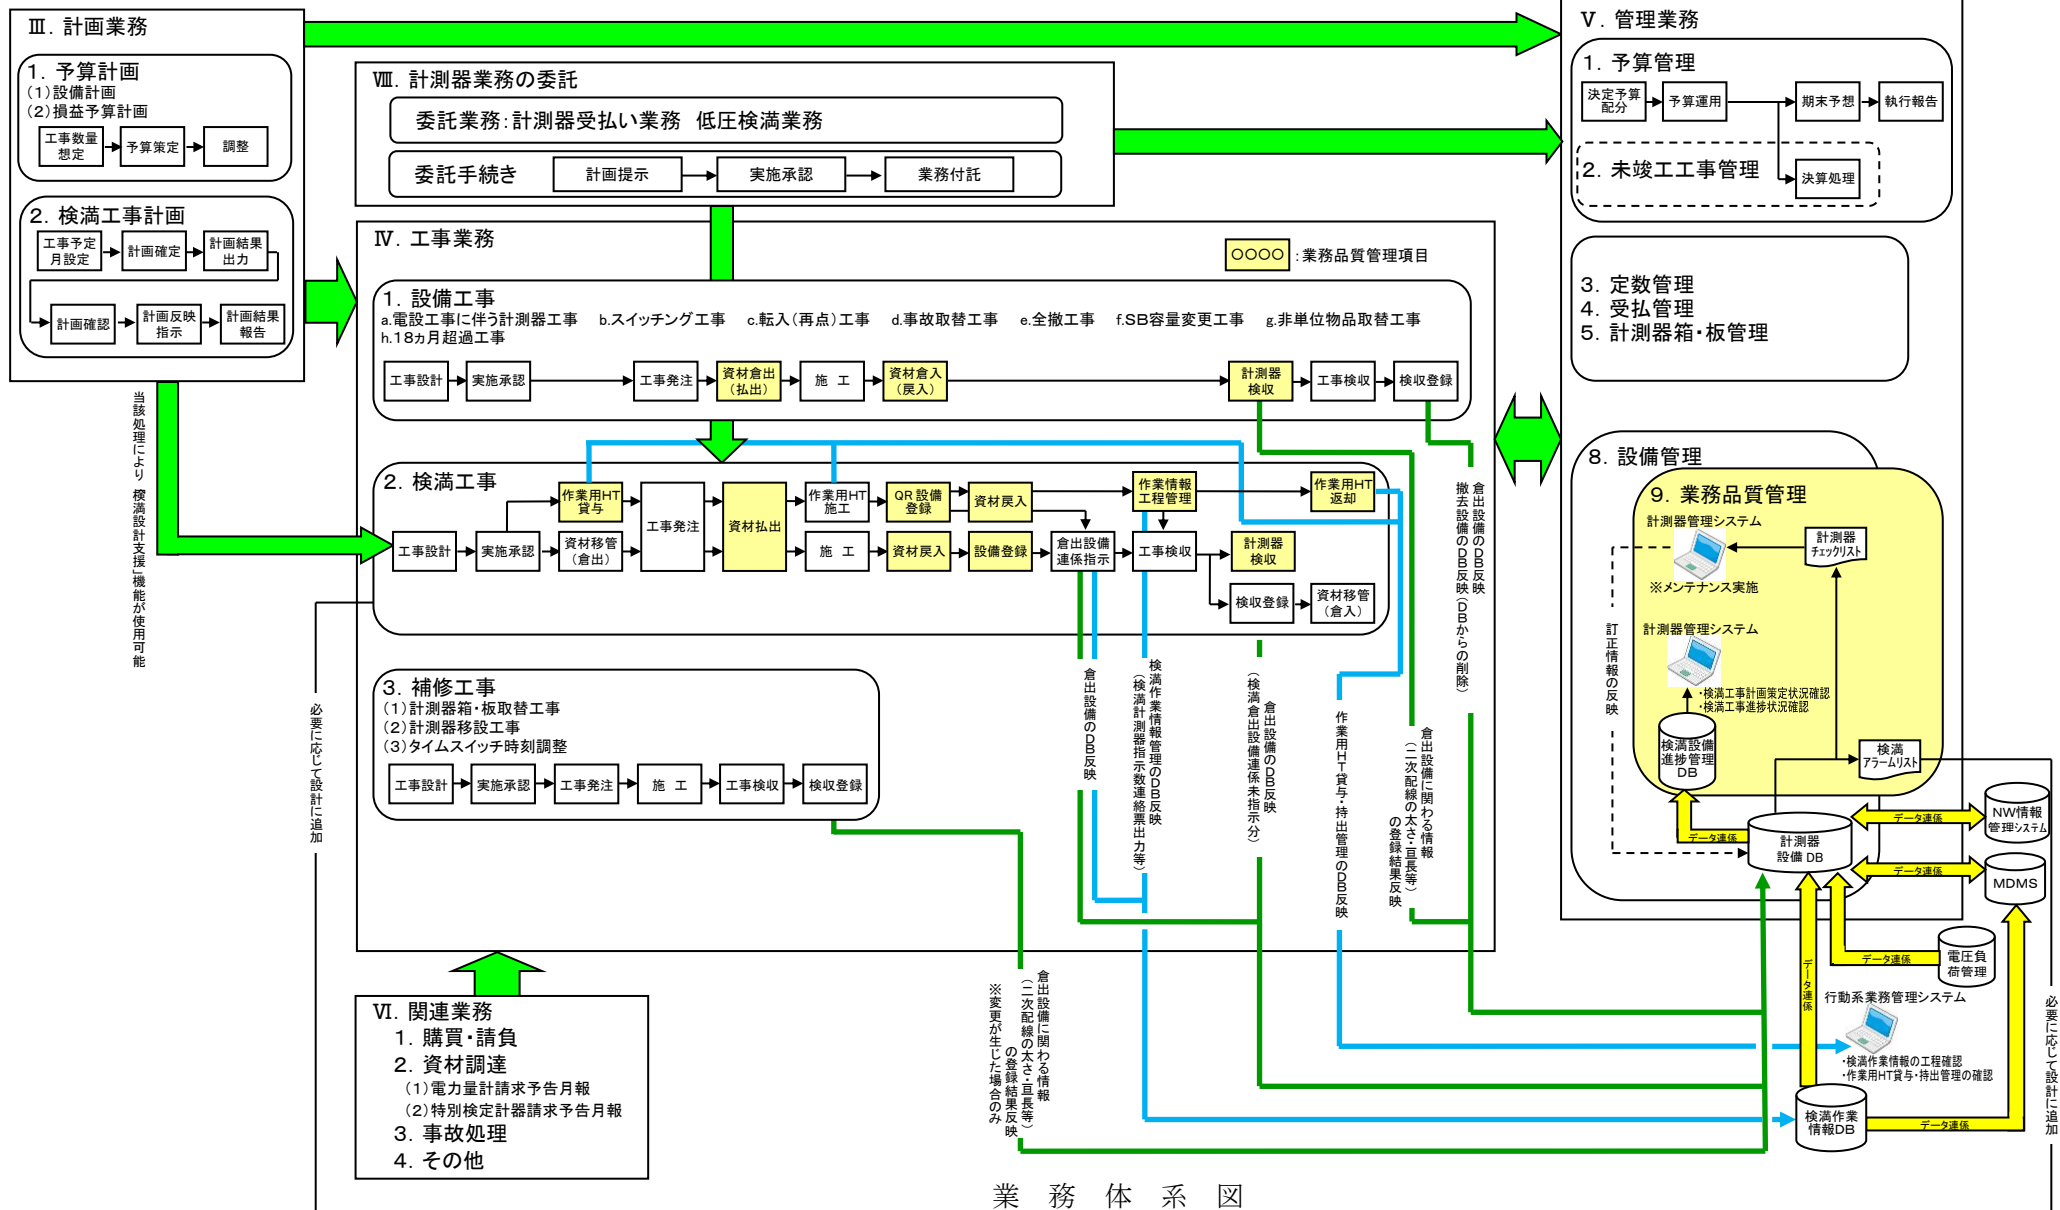 Ⅲ. 計画業務
1. 予算計画
(1)設備計画
(2)損益予算計画
工事数量
想定
予算策定
調整
2. 検満工事計画
工事予定
月設定
計画確定
計画結果
出力
計画確認
計画反映
指示
計画結果
報告
当該処理により「検満設計支援」機能が使用可能
Ⅷ. 計測器業務の委託
委託業務:計測器受払い業務 低圧検満業務
委託手続き
計画提示
実施承認
業務付託
Ⅳ. 工事業務
○○○○
:業務品質管理項目
1. 設備工事
a.電設工事に伴う計測器工事 b.スイッチング工事 c.転入(再点)工事 d.事故取替工事 e.全撤工事 f.SB容量変更工事 g.非単位物品取替工事
h.18ヵ月超過工事
工事設計
実施承認
工事発注
資材倉出
(払出)
施 工
資材倉入
(戻入)
計測器
検収
工事検収
検収登録
2. 検満工事
作業用HT
貸与
工事発注
資材払出
作業用HT
施工
QR設備
登録
資材戻入
作業情報
工程管理
作業用HT
返却
工事設計
実施承認
資材移管
(倉出)
施 工
資材戻入
設備登録
倉出設備
連係指示
工事検収
計測器
検収
検収登録
資材移管
(倉入)
3. 補修工事
(1)計測器箱・板取替工事
(2)計測器移設工事
(3)タイムスイッチ時刻調整
工事設計
実施承認
工事発注
施 工
工事検収
検収登録
必要に応じて設計に追加
倉出設備のDB反映
検満作業情報管理のDB反映
(検満計測器指示数連絡票出力等)
倉出設備のDB反映
(検満倉出設備連係未指示分)
作業用HT貸与・持出管理のDB反映
倉出設備に関わる情報
(二次配線の太さ・亘長等)
の登録結果反映
倉出設備のDB反映
撤去設備のDB反映(DBからの削除)
倉出設備に関わる情報
(二次配線の太さ・亘長等)
の登録結果反映
※変更が生じた場合のみ
Ⅵ. 関連業務
1. 購買・請負
2. 資材調達
(1)電力量計請求予告月報
(2)特別検定計器請求予告月報
3. 事故処理
4. その他
Ⅴ. 管理業務
1. 予算管理
決定予算
配分
予算運用
期末予想
執行報告
2. 未竣工工事管理
決算処理
3. 定数管理
4. 受払管理
5. 計測器箱・板管理
8. 設備管理
9. 業務品質管理
計測器管理システム
計測器
チェックリスト
※メンテナンス実施
計測器管理システム
・検満工事計画策定状況確認
・検満工事進捗状況確認
訂正情報の反映
検満設備
進捗管理
DB
検満
アラームリスト
データ連係
計測器
設備DB
データ連係
NW情報
管理システム
データ連係
MDMS
データ連係
電圧負
荷管理
データ連係
行動系業務管理システム
・検満作業情報の工程確認
・作業用HT貸与・持出管理の確認
検満作業
情報DB
データ連係
必要に応じて設計に追加
業務体系図